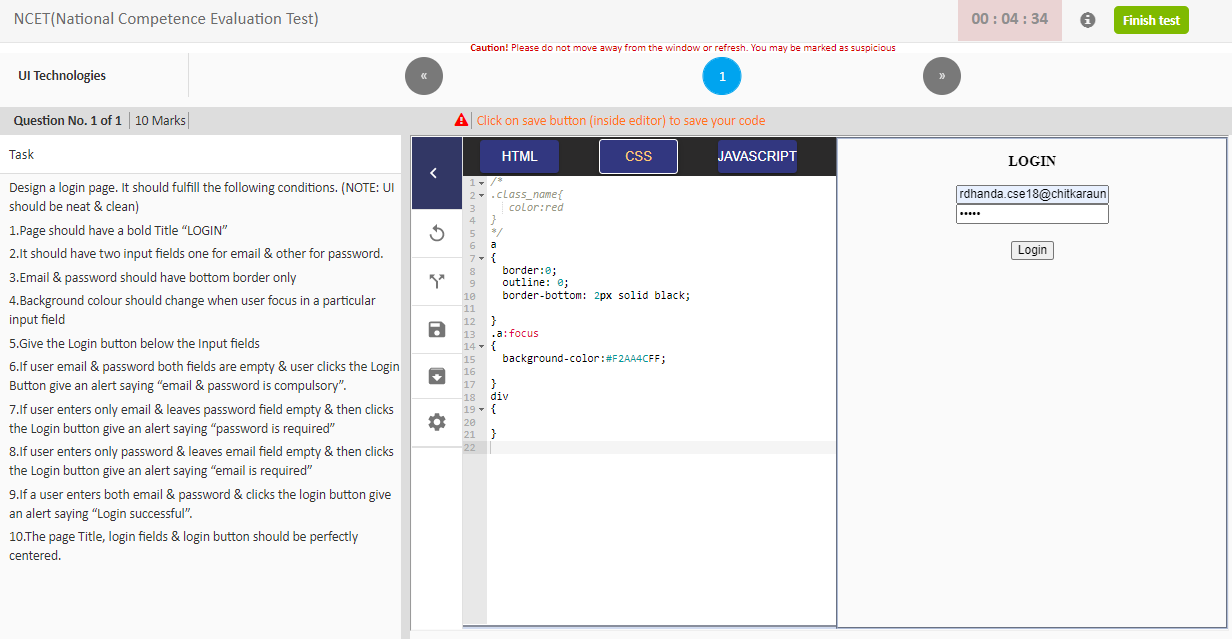 NCET(National Competence Evaluation Test)
00 : 04 : 34
Finish test
Caution! Please do not move away from the window or refresh. You may be marked as suspicious
UI Technologies
«
1
»
Question No. 1 of 1
10 Marks
Click on save button (inside editor) to save your code
Task
Design a login page. It should fulfill the following conditions. (NOTE: UI
should be neat & clean)
1.Page should have a bold Title “LOGIN”
2.It should have two input fields one for email & other for password.
3.Email & password should have bottom border only
4.Background colour should change when user focus in a particular
input field
5.Give the Login button below the Input fields
6.If user email & password both fields are empty & user clicks the Login
Button give an alert saying “email & password is compulsory”.
7.If user enters only email & leaves password field empty & then clicks
the Login button give an alert saying “password is required”
8.If user enters only password & leaves email field empty & then clicks
the Login button give an alert saying “email is required”
9.If a user enters both email & password & clicks the login button give
an alert saying “Login successful”.
10.The page Title, login fields & login button should be perfectly
centered.
HTML
CSS
JAVASCRIPT
1 /*
2 .class_name{
3 color:red
4 }
5 */
6 a
7 {
8 border:0;
9 outline: 0;
10 border-bottom: 2px solid black;
11
12 }
13 .a:focus
14 {
15 background-color:#F2AA4CFF;
16
17 }
18 div
19 {
20
21 }
22
LOGIN
rdhanda.cse18@chitkaraun
•••••
Login